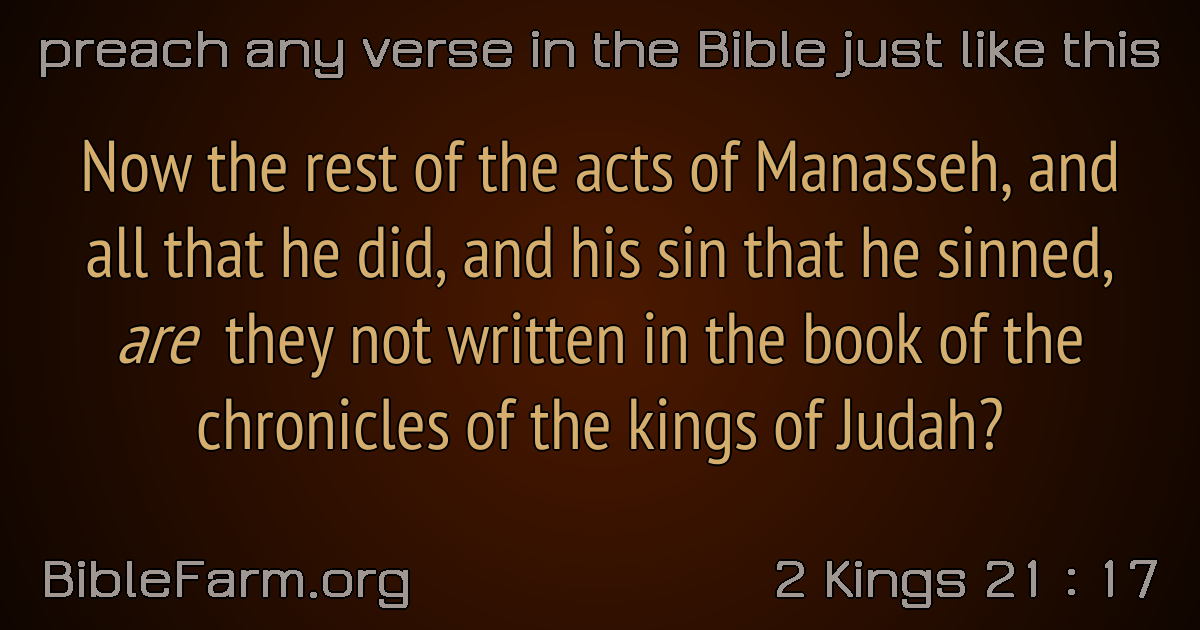 preach any verse in the Bible just like this
Now the rest of the acts of Manasseh, and
all that he did, and his sin that he sinned,
are they not written in the book of the
chronicles of the kings of Judah?
BibleFarm.org
2 Kings 21 : 17